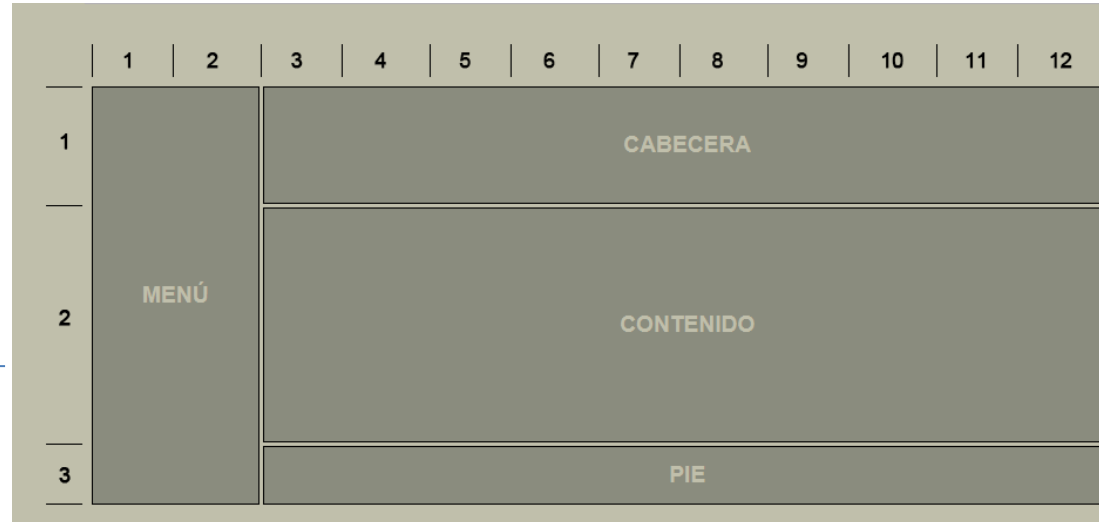 1 2 3 4 5 6 7 8 9 10 11 12
1
CABECERA
MENÚ
2
CONTENIDO
3
PIE